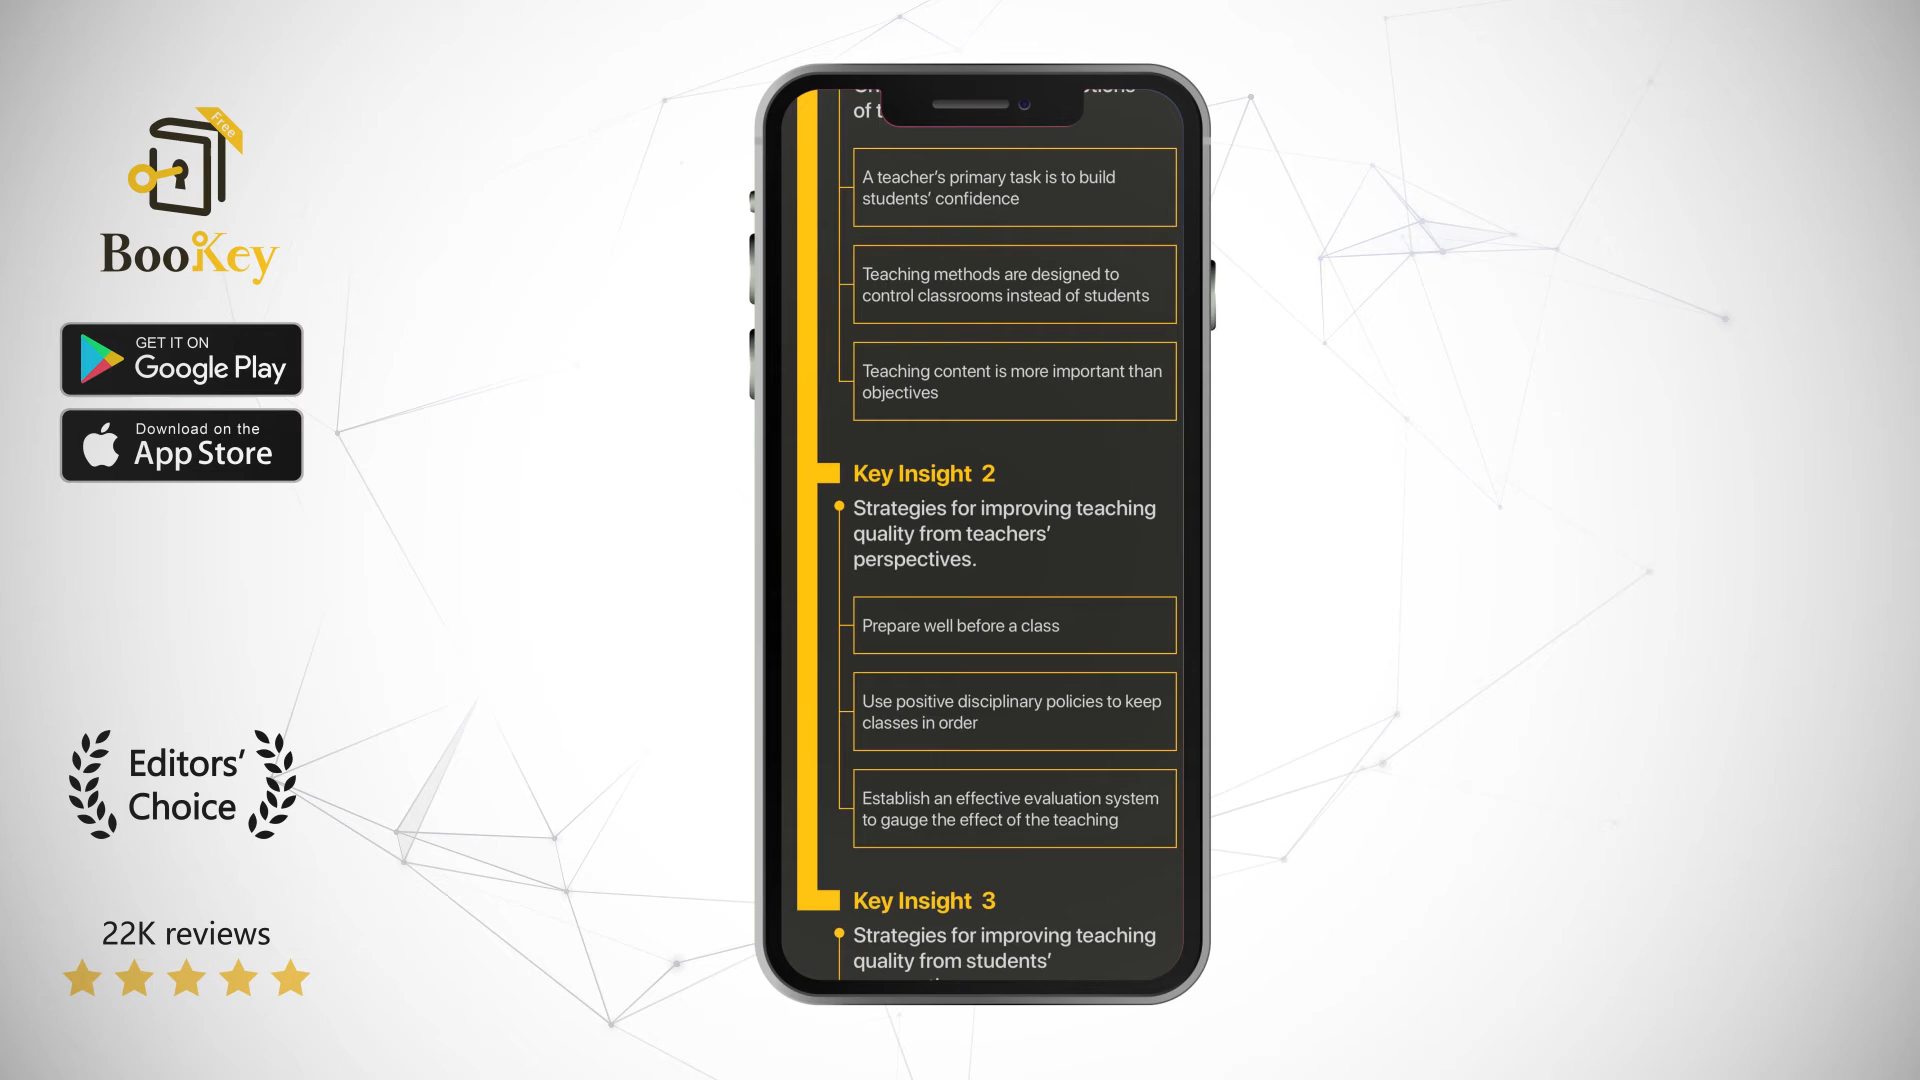 Free
BooKey
GET IT ON
Google Play
Download on the
App Store
Editors’
Choice
22K reviews
of t
A teacher’s primary task is to build
students’ confidence
Teaching methods are designed to
control classrooms instead of students
Teaching content is more important than
objectives
Key Insight 2
Strategies for improving teaching
quality from teachers’
perspectives.
Prepare well before a class
Use positive disciplinary policies to keep
classes in order
Establish an effective evaluation system
to gauge the effect of the teaching
Key Insight 3
Strategies for improving teaching
quality from students’